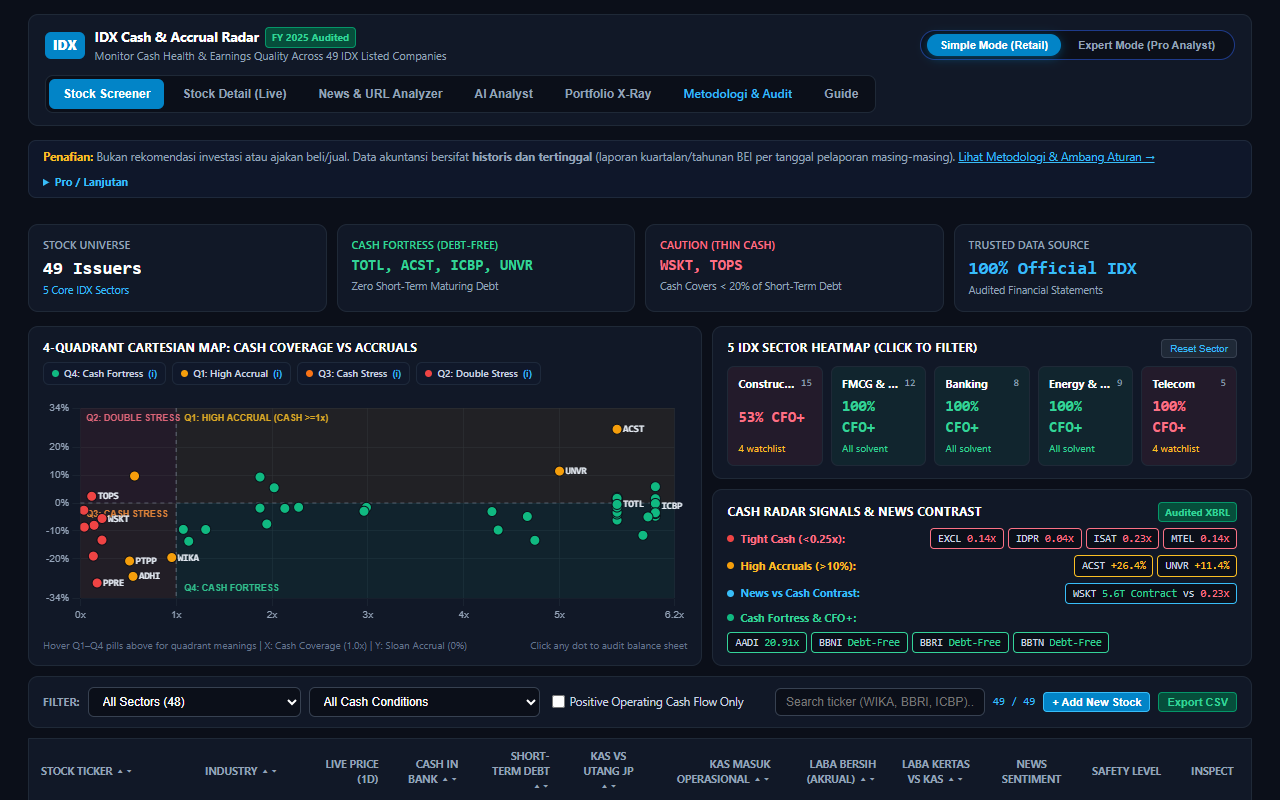 IDX
IDX Cash & Accrual Radar
FY 2025 Audited
Monitor Cash Health & Earnings Quality Across 49 IDX Listed Companies
Simple Mode (Retail)
Expert Mode (Pro Analyst)
Stock Screener
Stock Detail (Live)
News & URL Analyzer
AI Analyst
Portfolio X-Ray
Metodologi & Audit
Guide
Penafian: Bukan rekomendasi investasi atau ajakan beli/jual. Data akuntansi bersifat historis dan tertinggal (laporan kuartalan/tahunan BEI per tanggal pelaporan masing-masing). Lihat Metodologi & Ambang Aturan →
▶ Pro / Lanjutan
STOCK UNIVERSE
49 Issuers
5 Core IDX Sectors
CASH FORTRESS (DEBT-FREE)
TOTL, ACST, ICBP, UNVR
Zero Short-Term Maturing Debt
CAUTION (THIN CASH)
WSKT, TOPS
Cash Covers < 20% of Short-Term Debt
TRUSTED DATA SOURCE
100% Official IDX
Audited Financial Statements
4-QUADRANT CARTESIAN MAP: CASH COVERAGE VS ACCRUALS
Q4: Cash Fortress (i)
Q1: High Accrual (i)
Q3: Cash Stress (i)
Q2: Double Stress (i)
34%
Q2: DOUBLE STRESS
Q1: HIGH ACCRUAL (CASH >=1x)
ACST
20%
UNVR
10%
TOPS
0%
TOTL
ICBP
Q3: CASH STRESS
WSKT
-10%
WIKA
PTPP
-20%
ADHI
PPRE
Q4: CASH FORTRESS
-34%
0x
1x
2x
3x
4x
5x
6.2x
Hover Q1–Q4 pills above for quadrant meanings | X: Cash Coverage (1.0x) | Y: Sloan Accrual (0%)
Click any dot to audit balance sheet
5 IDX SECTOR HEATMAP (CLICK TO FILTER)
Reset Sector
Construc... 15
53% CFO+
4 watchlist
FMCG & ... 12
100%
CFO+
All solvent
Banking 8
100%
CFO+
All solvent
Energy & ... 9
100%
CFO+
All solvent
Telecom 5
100%
CFO+
4 watchlist
CASH RADAR SIGNALS & NEWS CONTRAST
Audited XBRL
Tight Cash (<0.25x):
EXCL 0.14x
IDPR 0.04x
ISAT 0.23x
MTEL 0.14x
High Accruals (>10%):
ACST +26.4%
UNVR +11.4%
News vs Cash Contrast:
WSKT 5.6T Contract vs 0.23x
Cash Fortress & CFO+:
AADI 20.91x
BBNI Debt-Free
BBRI Debt-Free
BBTN Debt-Free
FILTER:
All Sectors (48)
All Cash Conditions
Positive Operating Cash Flow Only
Search ticker (WIKA, BBRI, ICBP)..
49 / 49
+ Add New Stock
Export CSV
STOCK TICKER ▲▼
INDUSTRY ▲▼
LIVE PRICE
(1D)
CASH IN
BANK ▲▼
SHORT-
TERM DEBT
▲▼
KAS VS
UTANG JP
▲▼
KAS MASUK
OPERASIONAL ▲▼
LABA BERSIH
(AKRUAL) ▲▼
LABA KERTAS
VS KAS ▲▼
NEWS
SENTIMENT
SAFETY LEVEL
INSPECT